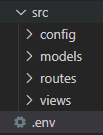 src
config
models
routes
views
.env